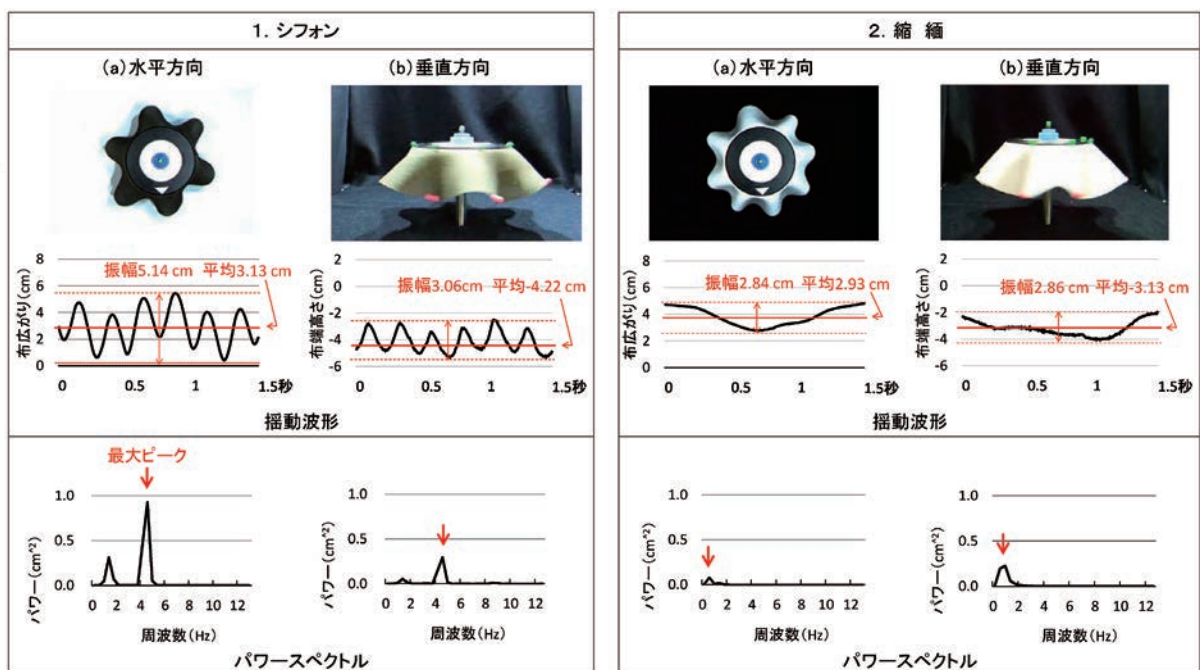 1. シフォン
(a)水平方向
(b)垂直方向
布広がり(cm)
8
6
4
2
0
振幅5.14 cm 平均3.13 cm
0 0.5 1 1.5秒
布端高さ(cm)
2
0
-2
-4
-6
振幅3.06cm 平均-4.22 cm
0 0.5 1 1.5秒
揺動波形
最大ピーク
パワー(cm^2)
1.0
0.5
0.0
0 2 4 6 8 10 12
周波数(Hz)
パワー(cm^2)
1.0
0.5
0.0
0 2 4 6 8 10 12
周波数(Hz)
パワースペクトル
2. 縮 緬
(a)水平方向
(b)垂直方向
布広がり(cm)
8
6
4
2
0
振幅2.84 cm 平均2.93 cm
0 0.5 1 1.5秒
布端高さ(cm)
2
0
-2
-4
-6
振幅2.86 cm 平均-3.13 cm
0 0.5 1 1.5秒
揺動波形
パワー(cm^2)
1.0
0.5
0.0
0 2 4 6 8 10 12
周波数(Hz)
パワー(cm^2)
1.0
0.5
0.0
0 2 4 6 8 10 12
周波数(Hz)
パワースペクトル